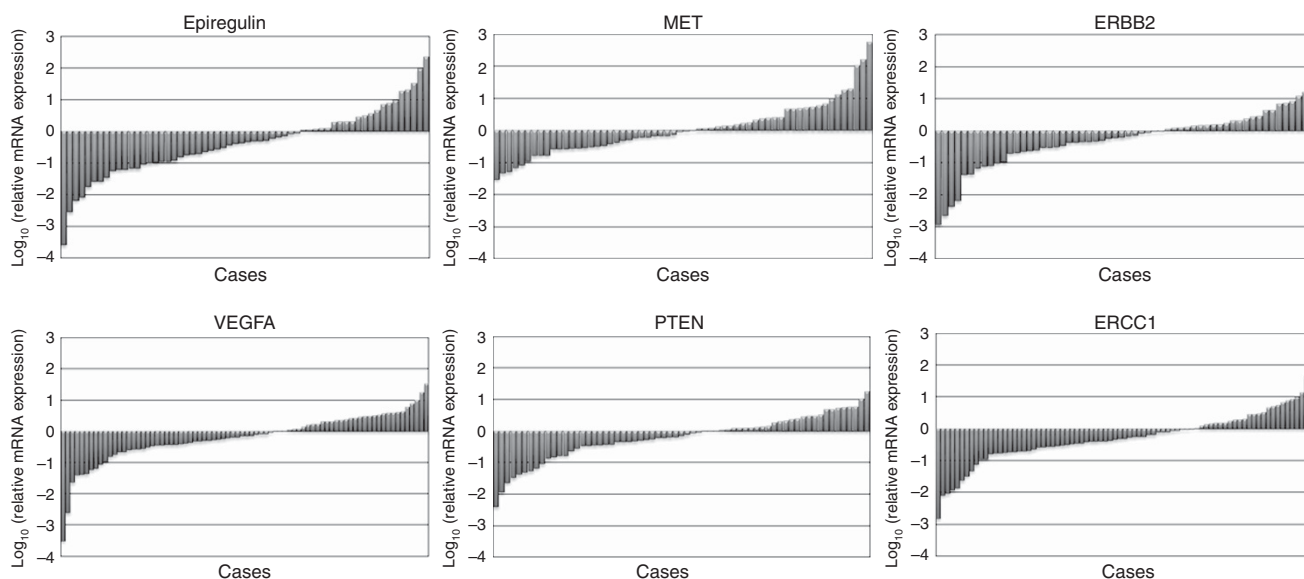 Epiregulin
Log10 (relative mRNA expression)
3
2
1
0
–1
–2
–3
–4
Cases
MET
Log10 (relative mRNA expression)
3
2
1
0
–1
–2
–3
–4
Cases
ERBB2
Log10 (relative mRNA expression)
3
2
1
0
–1
–2
–3
–4
Cases
VEGFA
Log10 (relative mRNA expression)
3
2
1
0
–1
–2
–3
–4
Cases
PTEN
Log10 (relative mRNA expression)
3
2
1
0
–1
–2
–3
–4
Cases
ERCC1
Log10 (relative mRNA expression)
3
2
1
0
–1
–2
–3
–4
Cases